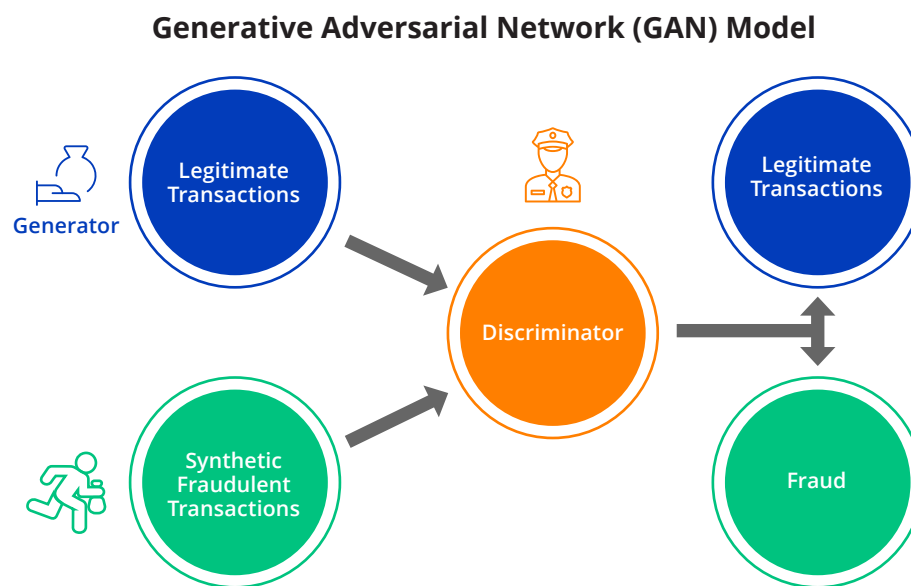 Generative Adversarial Network (GAN) Model
Legitimate
Transactions
Generator
Legitimate
Transactions
Discriminator
Synthetic
Fraudulent
Transactions
Fraud